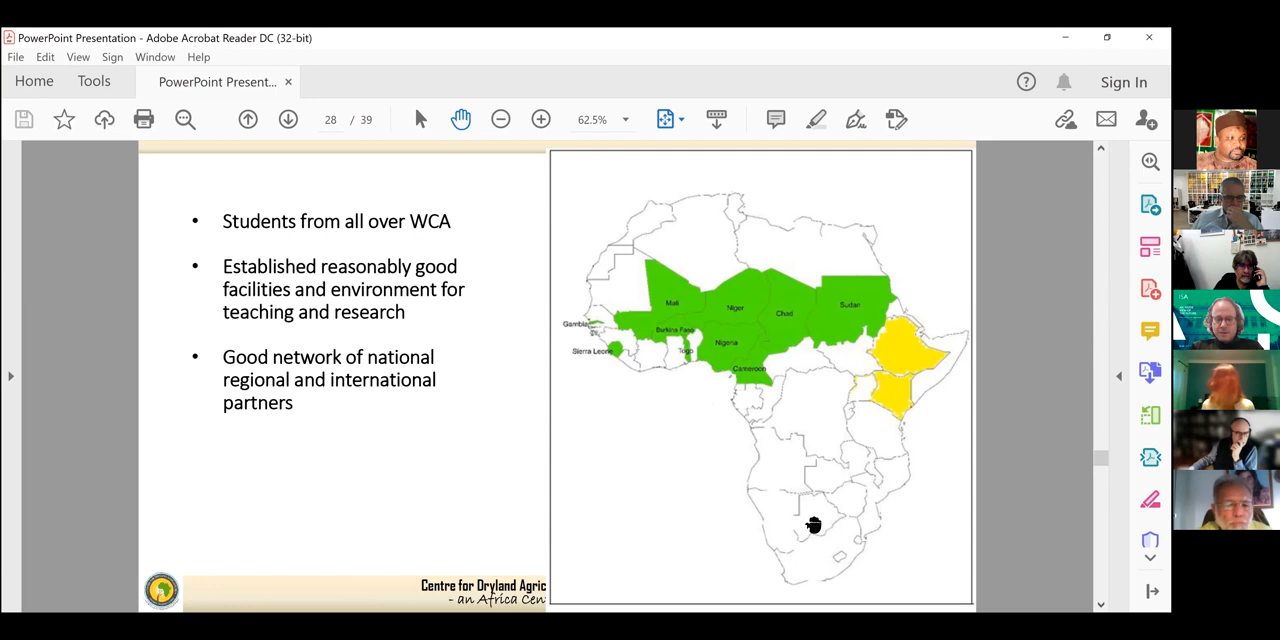 PowerPoint Presentation - Adobe Acrobat Reader DC (32-bit)
File Edit View Sign Window Help
Home Tools PowerPoint Present... × Sign In
28 / 39 62.5%
• Students from all over WCA
• Established reasonably good
facilities and environment for
teaching and research
• Good network of national
regional and international
partners
Mali
Niger
Chad
Sudan
Gambia
Burkina Faso
Nigeria
Sierra Leone
Togo
Cameroon
Centre for Dryland Agric
- an Africa Cen
ISA